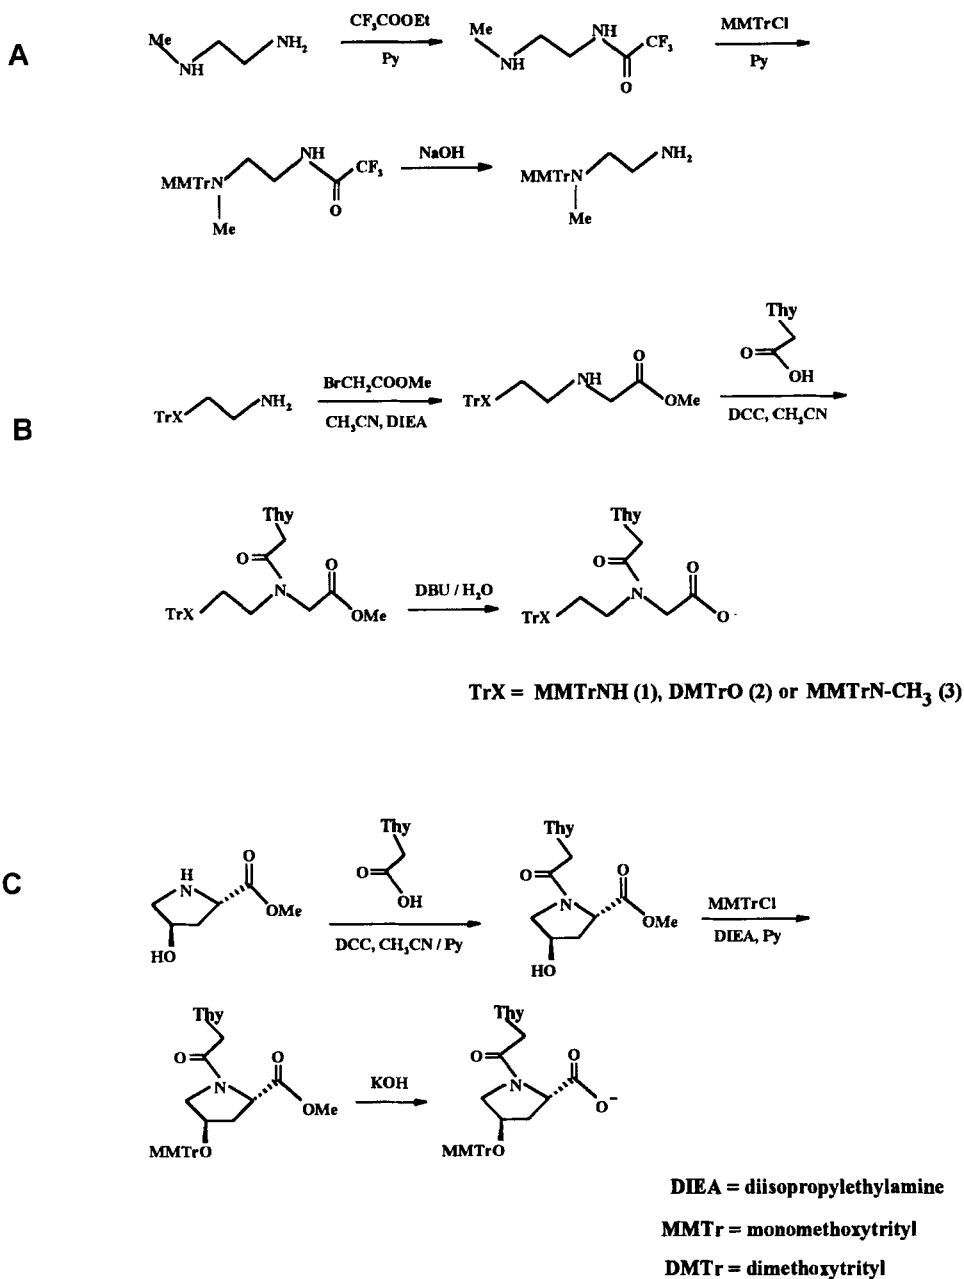 A
Me
NH
NH₂
CF₃COOEt
Py
Me
NH
NH
CF₃
O
MMTrCl
Py
MMTrN
Me
NH
CF₃
O
NaOH
MMTrN
Me
NH₂
B
TrX
NH₂
BrCH₂COOMe
CH₃CN, DIEA
TrX
NH
O
OMe
Thy
O
OH
DCC, CH₃CN
Thy
O
N
O
OMe
TrX
DBU / H₂O
Thy
O
N
O
O⁻
TrX
TrX = MMTrNH (1), DMTrO (2) or MMTrN-CH₃ (3)
C
H
N
O
OMe
HO
Thy
O
OH
DCC, CH₃CN / Py
Thy
O
N
O
OMe
HO
MMTrCl
DIEA, Py
Thy
O
N
O
OMe
MMTrO
KOH
Thy
O
N
O
O⁻
MMTrO
DIEA = diisopropylethylamine
MMTr = monomethoxytrityl
DMTr = dimethoxytrityl